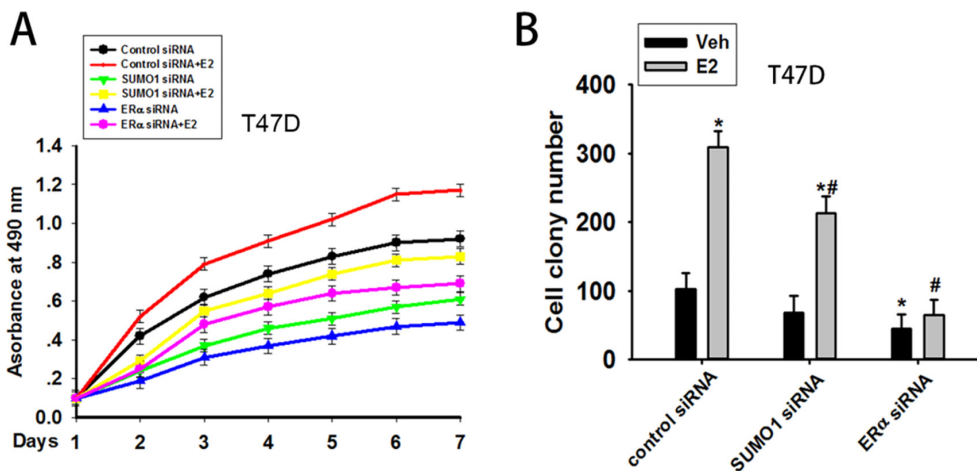 A
Control siRNA
Control siRNA+E2
SUMO1 siRNA
SUMO1 siRNA+E2
ERα siRNA
ERα siRNA+E2
T47D
Asorbance at 490 nm
1.4
1.2
1.0
.8
.6
.4
.2
0.0
Days 1 2 3 4 5 6 7
B
Veh
E2
T47D
Cell clony number
400
300
200
100
0
*
*#
*
#
control siRNA
SUMO1 siRNA
ERα siRNA